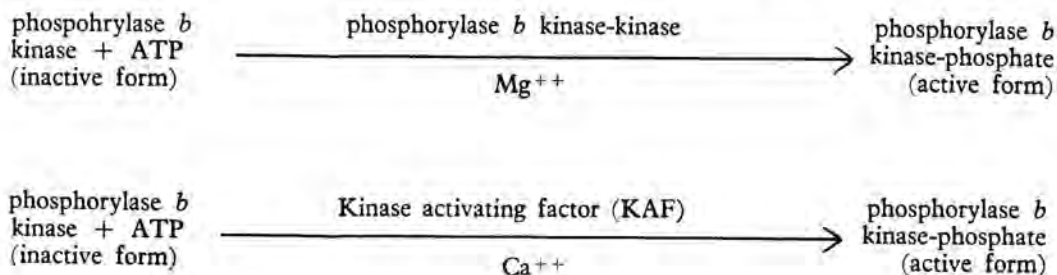 phospohrylase b
kinase + ATP
(inactive form)
phosphorylase b kinase-kinase
Mg++
phosphorylase b
kinase-phosphate
(active form)
phosphorylase b
kinase + ATP
(inactive form)
Kinase activating factor (KAF)
Ca++
phosphorylase b
kinase-phosphate
(active form)